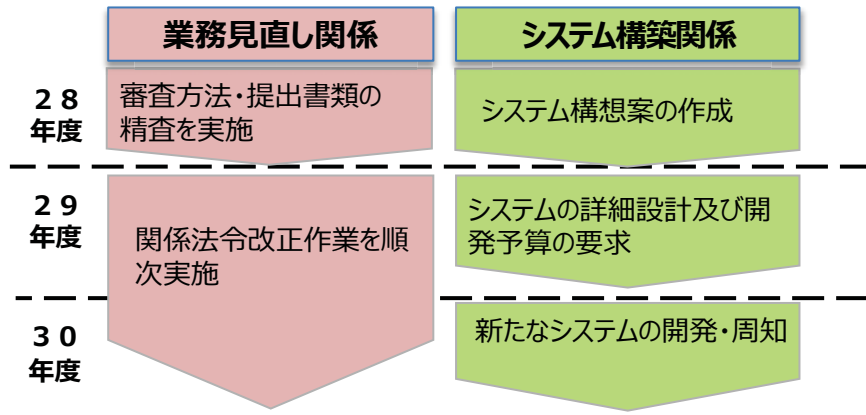 業務見直し関係
システム構築関係
２８
年度
審査方法・提出書類の
精査を実施
システム構想案の作成
２９
年度
関係法令改正作業を順
次実施
システムの詳細設計及び開
発予算の要求
３０
年度
新たなシステムの開発・周知